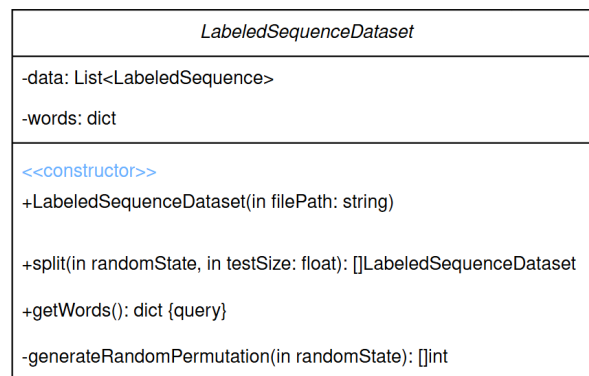 LabeledSequenceDataset
-data: List<LabeledSequence>
-words: dict
<<constructor>>
+LabeledSequenceDataset(in filePath: string)
+split(in randomState, in testSize: float): []LabeledSequenceDataset
+getWords(): dict {query}
-generateRandomPermutation(in randomState): []int